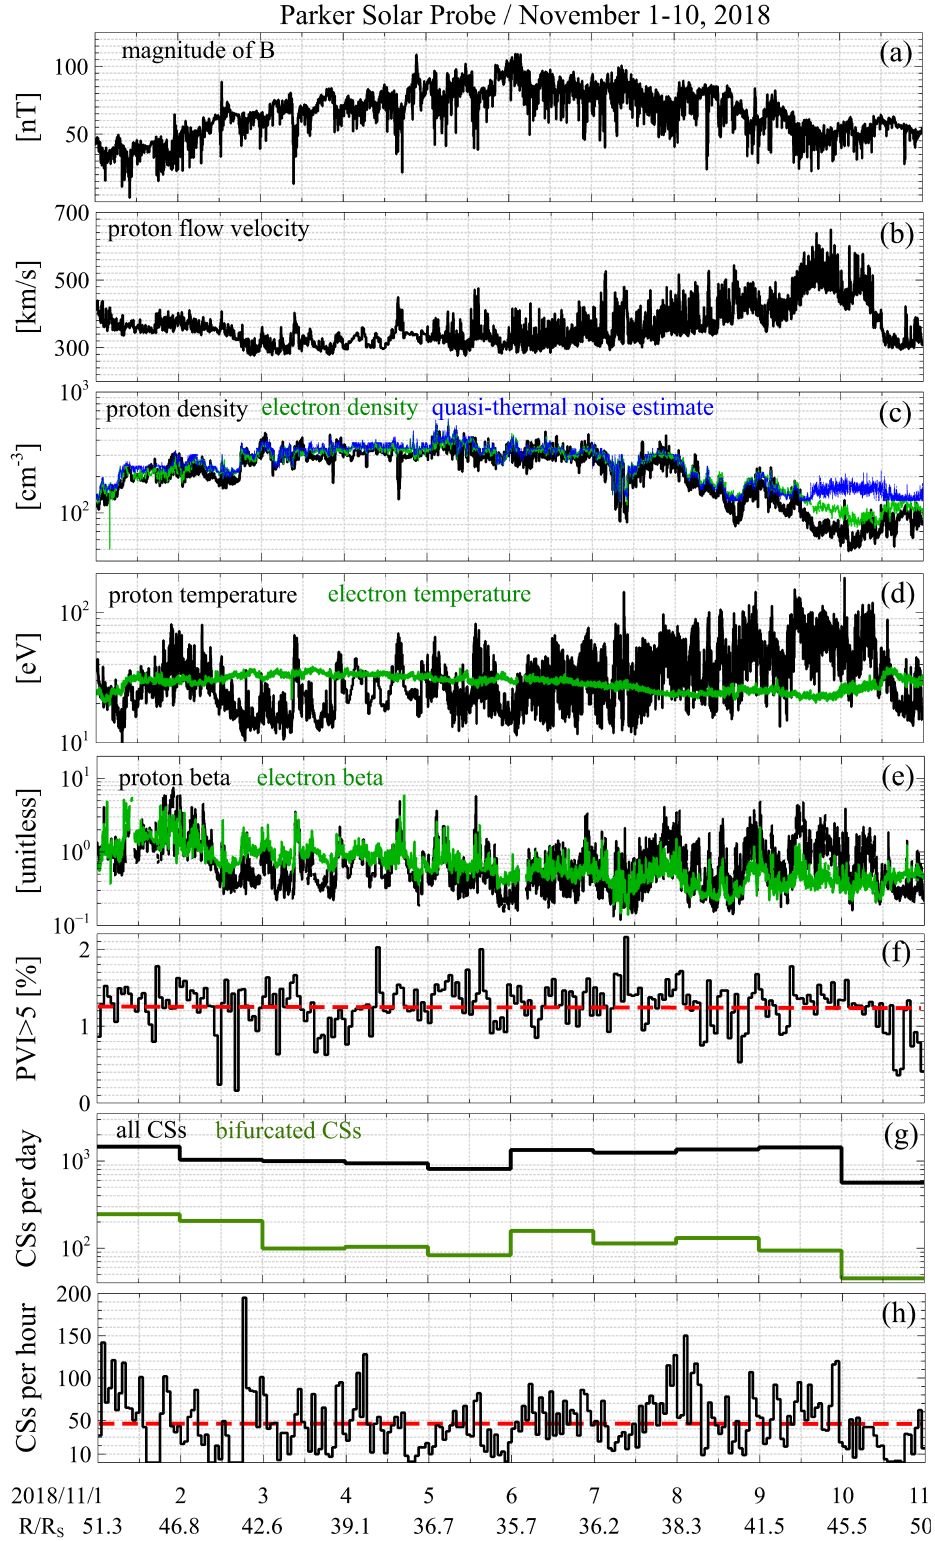 Parker Solar Probe / November 1-10, 2018
magnitude of B
(a)
[nT]
100
50
700
proton flow velocity
(b)
[km/s]
500
300
10³
proton density electron density quasi-thermal noise estimate
(c)
[cm⁻³]
10²
proton temperature electron temperature
(d)
[eV]
10²
10¹
10¹
proton beta electron beta
(e)
[unitless]
10⁰
10⁻¹
2
(f)
PVI>5 [%]
1
0
all CSs bifurcated CSs
(g)
CSs per day
10³
10²
200
(h)
CSs per hour
150
100
50
10
2018/11/1 2 3 4 5 6 7 8 9 10 11
R/R_S 51.3 46.8 42.6 39.1 36.7 35.7 36.2 38.3 41.5 45.5 50